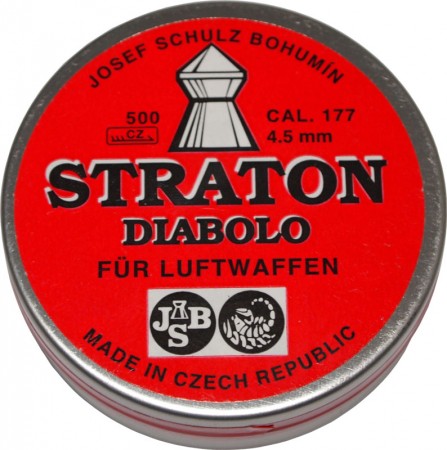 JOSEF SCHULZ BOHUMÍN
500 CAL. 177
CZ 4.5 mm
STRATON
DIABOLO
FÜR LUFTWAFFEN
JSB
MADE IN CZECH REPUBLIC